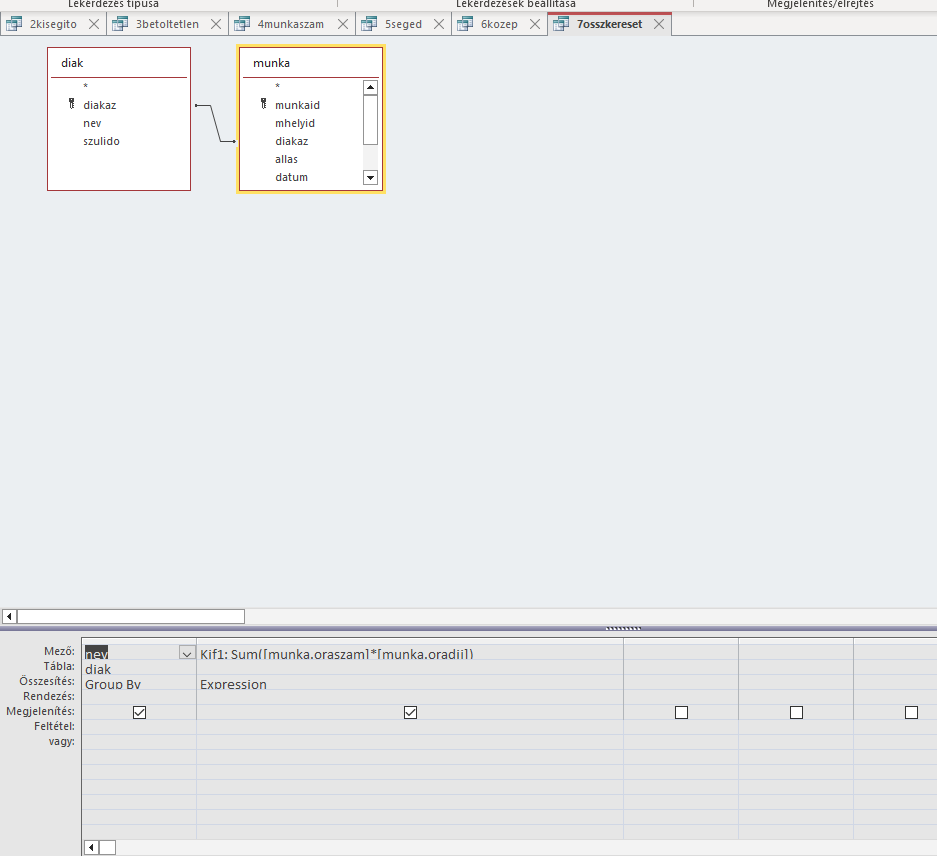 Lekérdezés típusa Lekérdezések beállítása Megjelenítés/elrejtés
2kisegito 3betoltetlen 4munkaszam 5seged 6kozep 7osszkereset
diak
*
diakaz
nev
szulido
munka
*
munkaid
mhelyid
diakaz
allas
datum
Mező: nev Kif1: Sum([munka.oraszam]*[munka.oradij])
Tábla: diak
Összesítés: Group By Expression
Rendezés:
Megjelenítés:
Feltétel:
vagy: